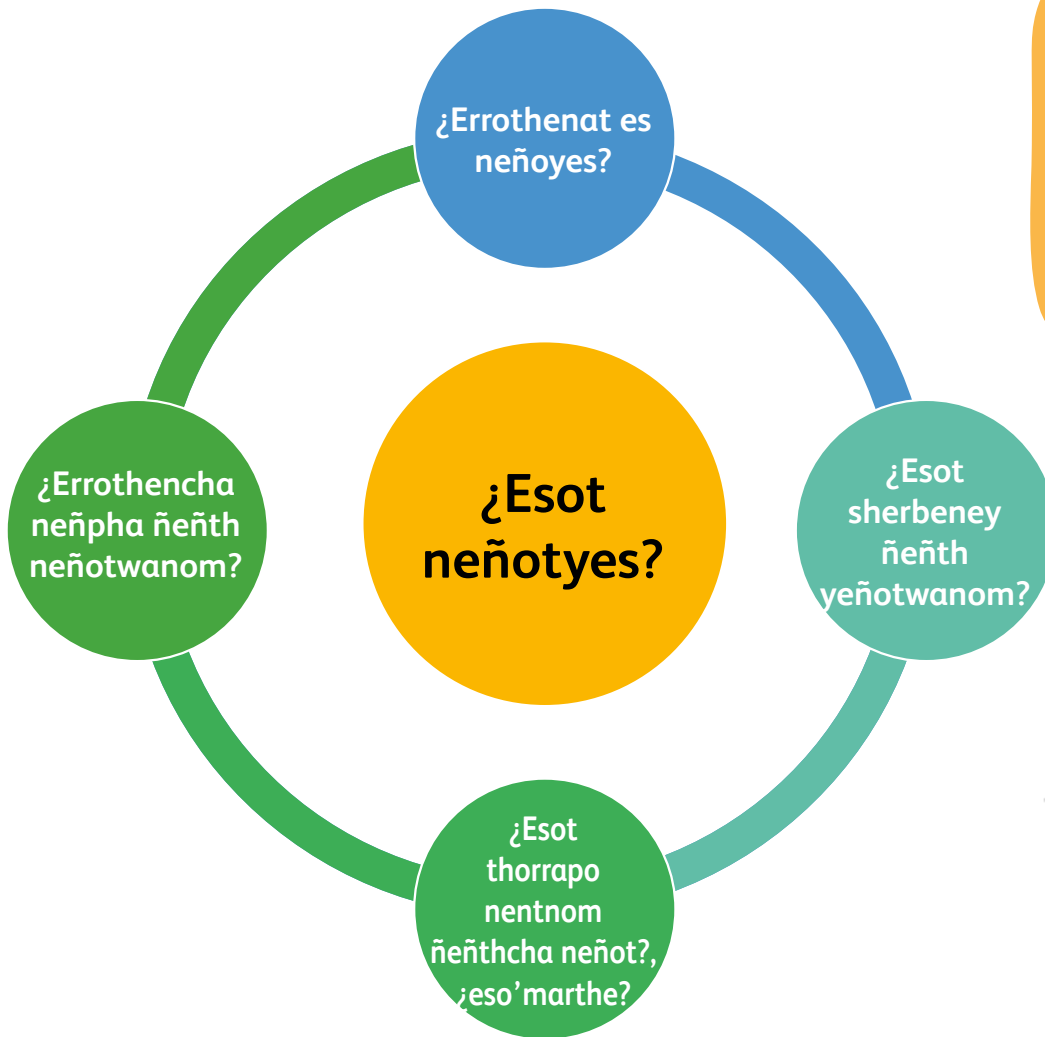 ¿Errothenat es
neñoyes?
¿Errothencha
neñpha ñeñth
neñotwanom?
¿Esot
neñotyes?
¿Esot
sherbeney
ñeñth
yeñotwanom?
¿Esot
thorrapo
nentnom
ñeñthcha neñot?,
¿eso’marthe?